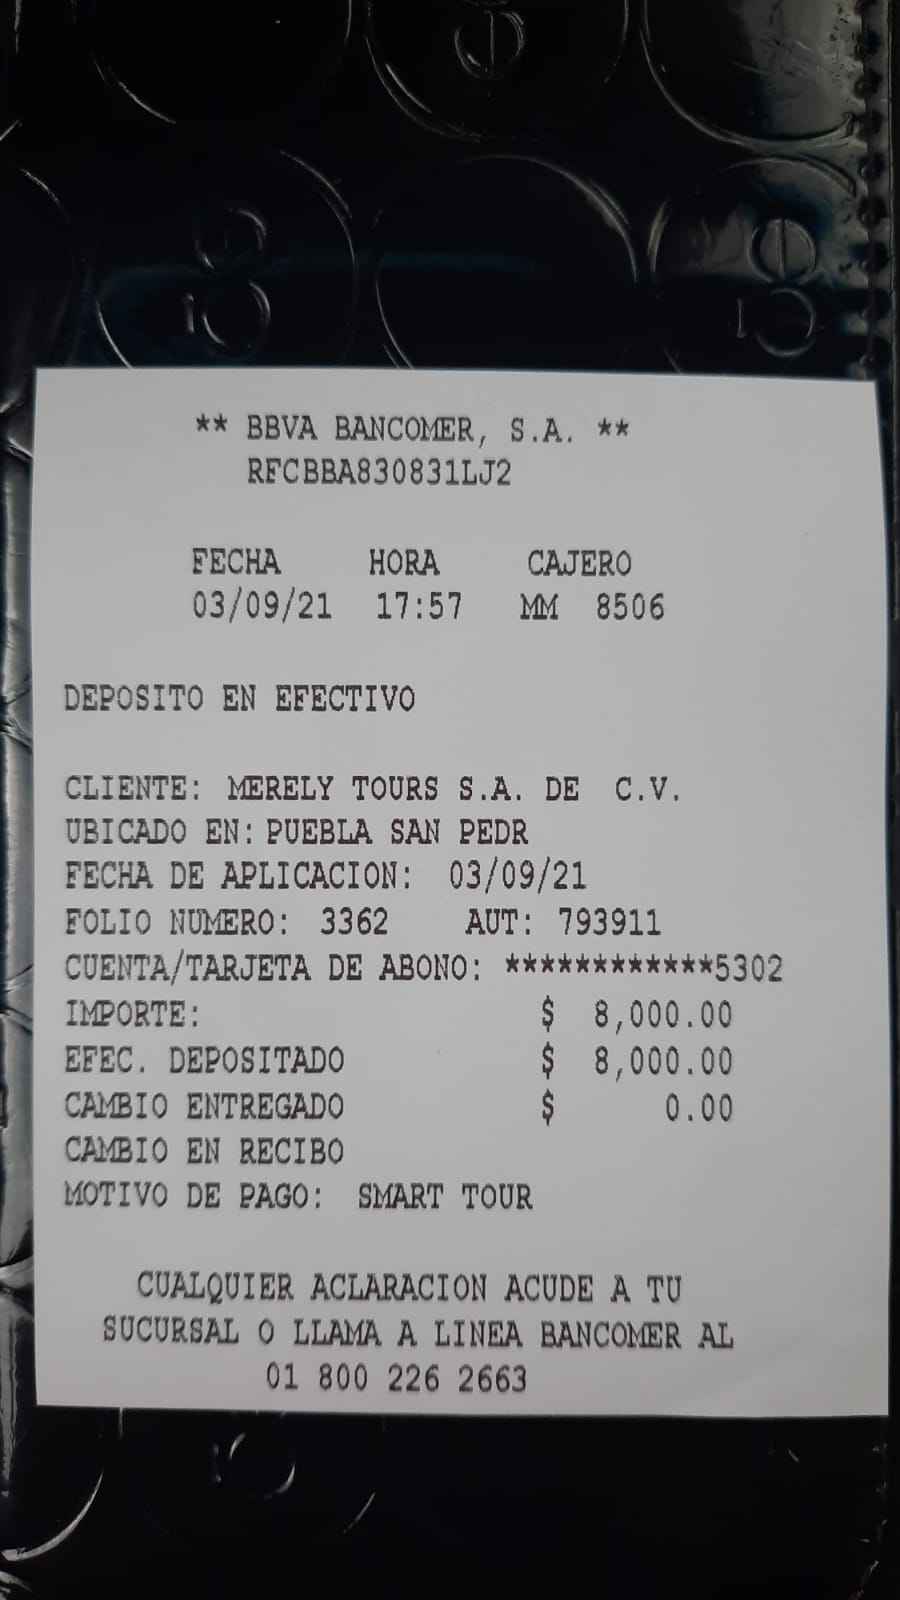 ** BBVA BANCOMER, S.A. **
RFCBBA830831LJ2
FECHA HORA CAJERO
03/09/21 17:57 MM 8506
DEPOSITO EN EFECTIVO
CLIENTE: MERELY TOURS S.A. DE C.V.
UBICADO EN: PUEBLA SAN PEDR
FECHA DE APLICACION: 03/09/21
FOLIO NUMERO: 3362 AUT: 793911
CUENTA/TARJETA DE ABONO: ************5302
IMPORTE: $ 8,000.00
EFEC. DEPOSITADO $ 8,000.00
CAMBIO ENTREGADO $ 0.00
CAMBIO EN RECIBO
MOTIVO DE PAGO: SMART TOUR
CUALQUIER ACLARACION ACUDE A TU
SUCURSAL O LLAMA A LINEA BANCOMER AL
01 800 226 2663